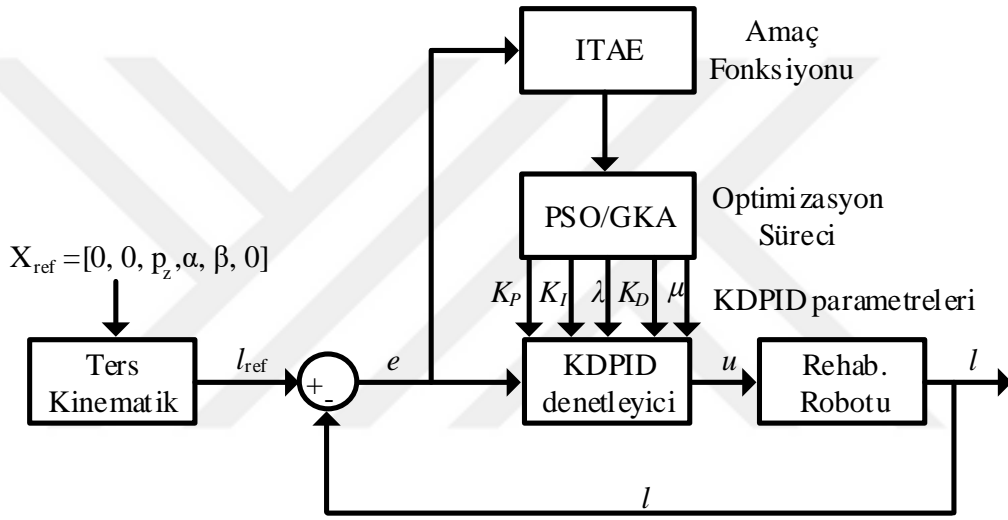 ITAE
Amaç
Fonksiyonu
PSO/GKA
Optimizasyon
Süreci
X_ref =[0, 0, p_z ,α, β, 0]
K_P K_I λ K_D μ
KDPID parametreleri
Ters
Kinematik
l_ref
+
-
e
KDPID
denetleyici
u
Rehab.
Robotu
l
l